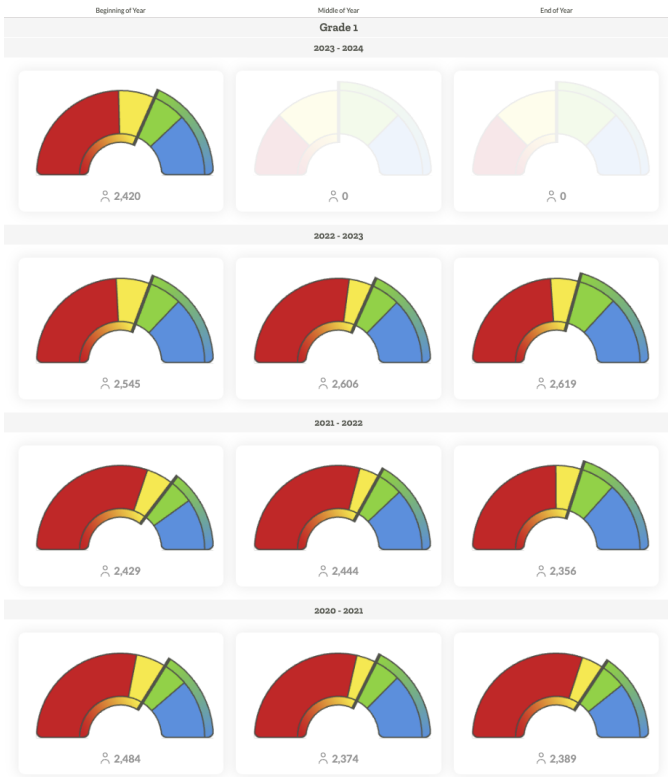 Beginning of Year Middle of Year End of Year
Grade 1
2023 - 2024
2,420 0 0
2022 - 2023
2,545 2,606 2,619
2021 - 2022
2,429 2,444 2,356
2020 - 2021
2,484 2,374 2,389